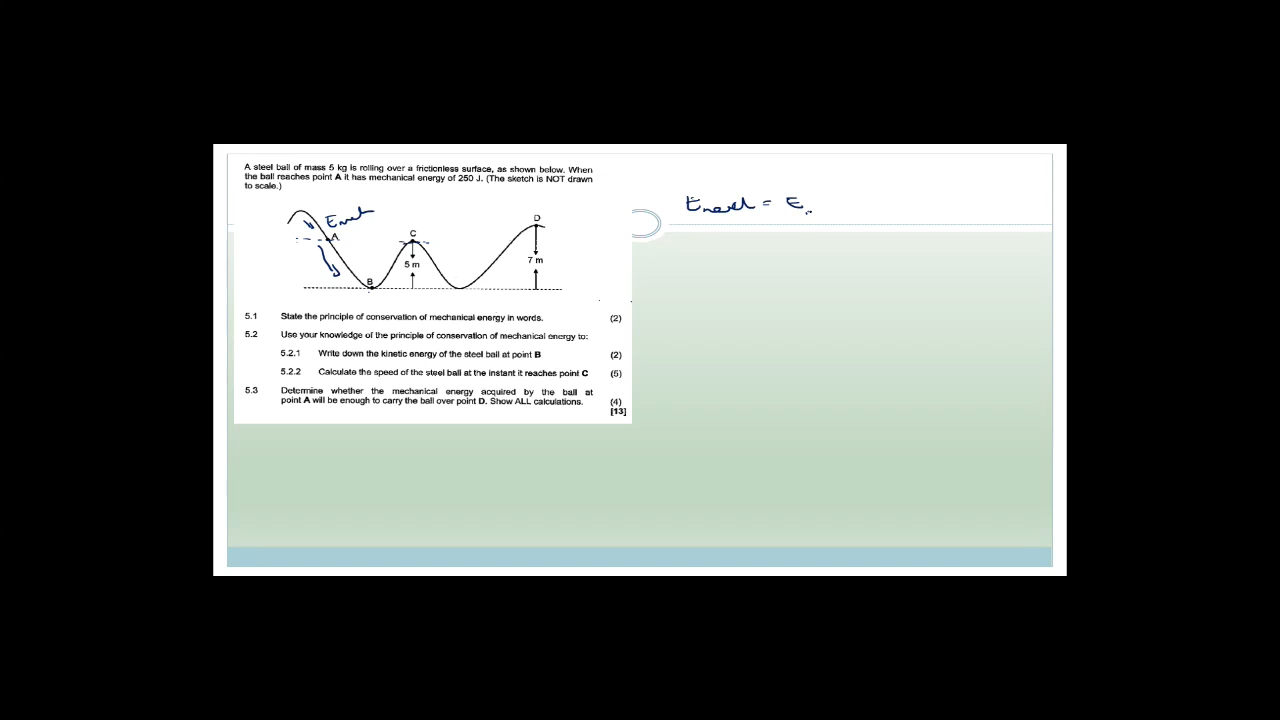 A steel ball of mass 5 kg is rolling over a frictionless surface, as shown below. When
the ball reaches point A it has mechanical energy of 250 J. (The sketch is NOT drawn
to scale.)
Emech = E
Emech
D
C
A
7 m
5 m
B
5.1 State the principle of conservation of mechanical energy in words. (2)
5.2 Use your knowledge of the principle of conservation of mechanical energy to:
5.2.1 Write down the kinetic energy of the steel ball at point B (2)
5.2.2 Calculate the speed of the steel ball at the instant it reaches point C (5)
5.3 Determine whether the mechanical energy acquired by the ball at
point A will be enough to carry the ball over point D. Show ALL calculations. (4)
[13]